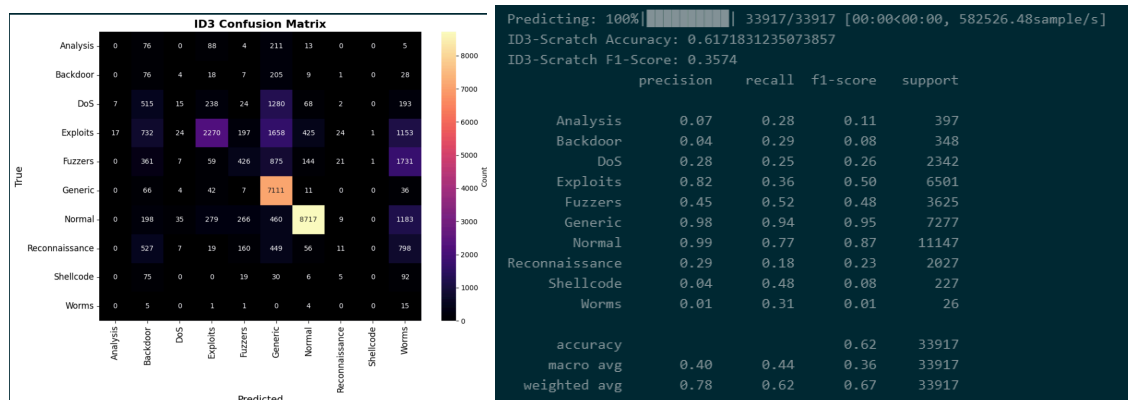 ID3 Confusion Matrix
True
Analysis 0 76 0 88 4 211 13 0 0 5
Backdoor 0 76 4 18 7 205 9 1 0 28
DoS 7 515 15 238 24 1280 68 2 0 193
Exploits 17 732 24 2270 197 1658 425 24 1 1153
Fuzzers 0 361 7 59 426 875 144 21 1 1731
Generic 0 66 4 42 7 7111 11 0 0 36
Normal 0 198 35 279 266 460 8717 9 0 1183
Reconnaissance 0 527 7 19 160 449 56 11 0 798
Shellcode 0 75 0 0 19 30 6 5 0 92
Worms 0 5 0 1 1 0 4 0 0 15
Analysis Backdoor DoS Exploits Fuzzers Generic Normal Reconnaissance Shellcode Worms
Predicted
8000
7000
6000
5000
4000
3000
2000
1000
0
Count
Predicting: 100%| | 33917/33917 [00:00<00:00, 582526.48sample/s]
ID3-Scratch Accuracy: 0.6171831235073857
ID3-Scratch F1-Score: 0.3574
precision recall f1-score support
Analysis 0.07 0.28 0.11 397
Backdoor 0.04 0.29 0.08 348
DoS 0.28 0.25 0.26 2342
Exploits 0.82 0.36 0.50 6501
Fuzzers 0.45 0.52 0.48 3625
Generic 0.98 0.94 0.95 7277
Normal 0.99 0.77 0.87 11147
Reconnaissance 0.29 0.18 0.23 2027
Shellcode 0.04 0.48 0.08 227
Worms 0.01 0.31 0.01 26
accuracy 0.62 33917
macro avg 0.40 0.44 0.36 33917
weighted avg 0.78 0.62 0.67 33917